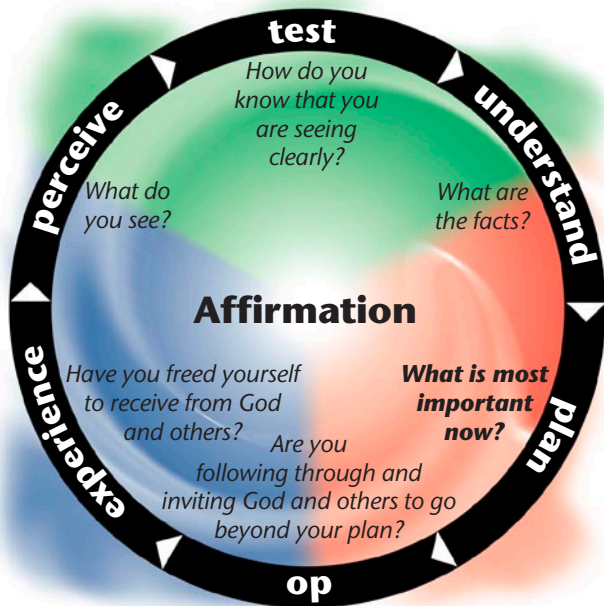 test
How do you
know that you
are seeing
clearly?
understand
What are
the facts?
perceive
What do
you see?
Affirmation
plan
What is most
important
now?
experience
Have you freed yourself
to receive from God
and others?
Are you
following through and
inviting God and others to go
beyond your plan?
op